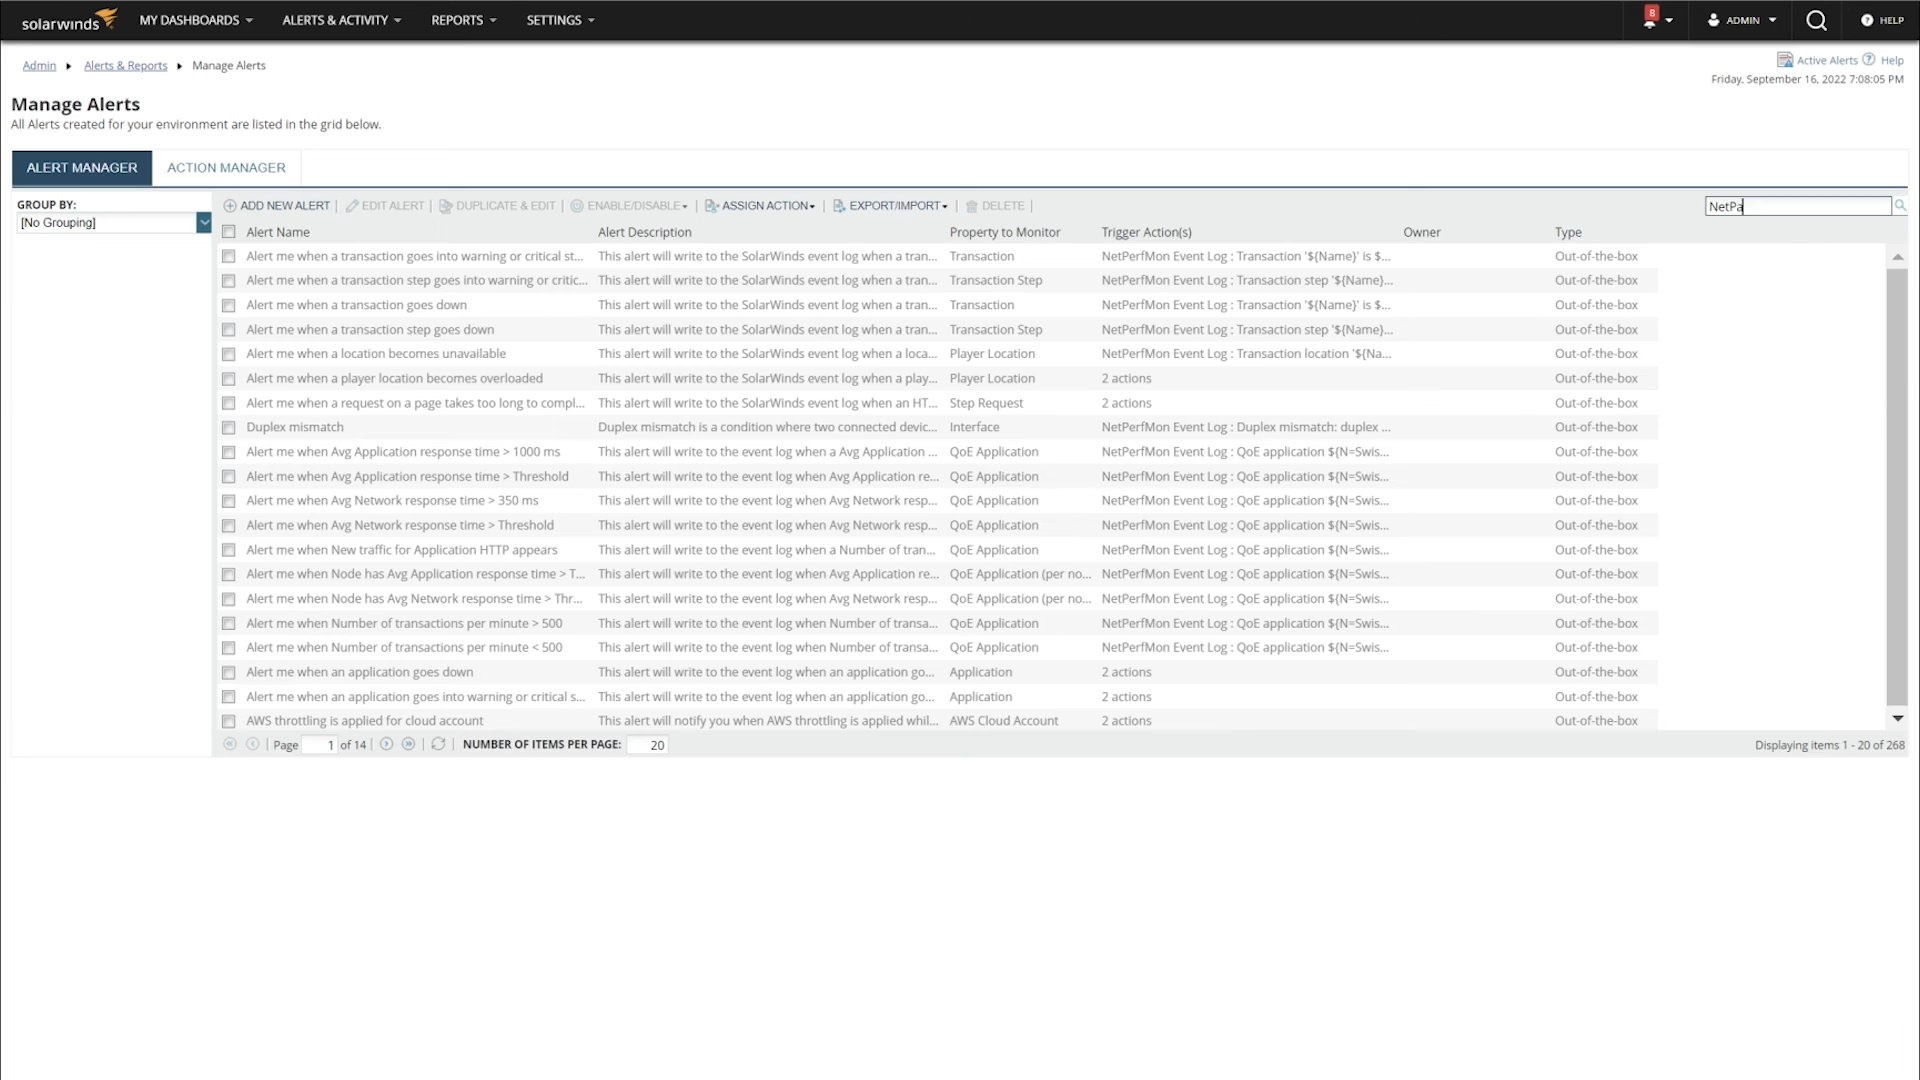 solarwinds MY DASHBOARDS ALERTS & ACTIVITY REPORTS SETTINGS 8 ADMIN ? HELP
Admin Alerts & Reports Manage Alerts Active Alerts ? Help
Friday, September 16, 2022 7:08:05 PM
Manage Alerts
All Alerts created for your environment are listed in the grid below.
ALERT MANAGER ACTION MANAGER
GROUP BY:
[No Grouping]
ADD NEW ALERT | EDIT ALERT | DUPLICATE & EDIT | ENABLE/DISABLE | ASSIGN ACTION | EXPORT/IMPORT | DELETE | NetPa
Alert Name Alert Description Property to Monitor Trigger Action(s) Owner Type
Alert me when a transaction goes into warning or critical st... This alert will write to the SolarWinds event log when a tran... Transaction NetPerfMon Event Log : Transaction '${Name}' is $... Out-of-the-box
Alert me when a transaction step goes into warning or critic... This alert will write to the SolarWinds event log when a tran... Transaction Step NetPerfMon Event Log : Transaction step '${Name}... Out-of-the-box
Alert me when a transaction goes down This alert will write to the SolarWinds event log when a tran... Transaction NetPerfMon Event Log : Transaction '${Name}' is $... Out-of-the-box
Alert me when a transaction step goes down This alert will write to the SolarWinds event log when a tran... Transaction Step NetPerfMon Event Log : Transaction step '${Name}... Out-of-the-box
Alert me when a location becomes unavailable This alert will write to the SolarWinds event log when a loca... Player Location NetPerfMon Event Log : Transaction location '${Na... Out-of-the-box
Alert me when a player location becomes overloaded This alert will write to the SolarWinds event log when a play... Player Location 2 actions Out-of-the-box
Alert me when a request on a page takes too long to compl... This alert will write to the SolarWinds event log when an HT... Step Request 2 actions Out-of-the-box
Duplex mismatch Duplex mismatch is a condition where two connected devic... Interface NetPerfMon Event Log : Duplex mismatch: duplex ... Out-of-the-box
Alert me when Avg Application response time > 1000 ms This alert will write to the event log when a Avg Application ... QoE Application NetPerfMon Event Log : QoE application ${N=Swis... Out-of-the-box
Alert me when Avg Application response time > Threshold This alert will write to the event log when Avg Application re... QoE Application NetPerfMon Event Log : QoE application ${N=Swis... Out-of-the-box
Alert me when Avg Network response time > 350 ms This alert will write to the event log when Avg Network resp... QoE Application NetPerfMon Event Log : QoE application ${N=Swis... Out-of-the-box
Alert me when Avg Network response time > Threshold This alert will write to the event log when Avg Network resp... QoE Application NetPerfMon Event Log : QoE application ${N=Swis... Out-of-the-box
Alert me when New traffic for Application HTTP appears This alert will write to the event log when a Number of tran... QoE Application NetPerfMon Event Log : QoE application ${N=Swis... Out-of-the-box
Alert me when Node has Avg Application response time > T... This alert will write to the event log when Avg Application re... QoE Application (per no... NetPerfMon Event Log : QoE application ${N=Swis... Out-of-the-box
Alert me when Node has Avg Network response time > Thr... This alert will write to the event log when Avg Network resp... QoE Application (per no... NetPerfMon Event Log : QoE application ${N=Swis... Out-of-the-box
Alert me when Number of transactions per minute > 500 This alert will write to the event log when Number of transa... QoE Application NetPerfMon Event Log : QoE application ${N=Swis... Out-of-the-box
Alert me when Number of transactions per minute < 500 This alert will write to the event log when Number of transa... QoE Application NetPerfMon Event Log : QoE application ${N=Swis... Out-of-the-box
Alert me when an application goes down This alert will write to the event log when an application go... Application 2 actions Out-of-the-box
Alert me when an application goes into warning or critical s... This alert will write to the event log when an application go... Application 2 actions Out-of-the-box
AWS throttling is applied for cloud account This alert will notify you when AWS throttling is applied whil... AWS Cloud Account 2 actions Out-of-the-box
| Page 1 of 14 | | NUMBER OF ITEMS PER PAGE: 20 Displaying items 1 - 20 of 268